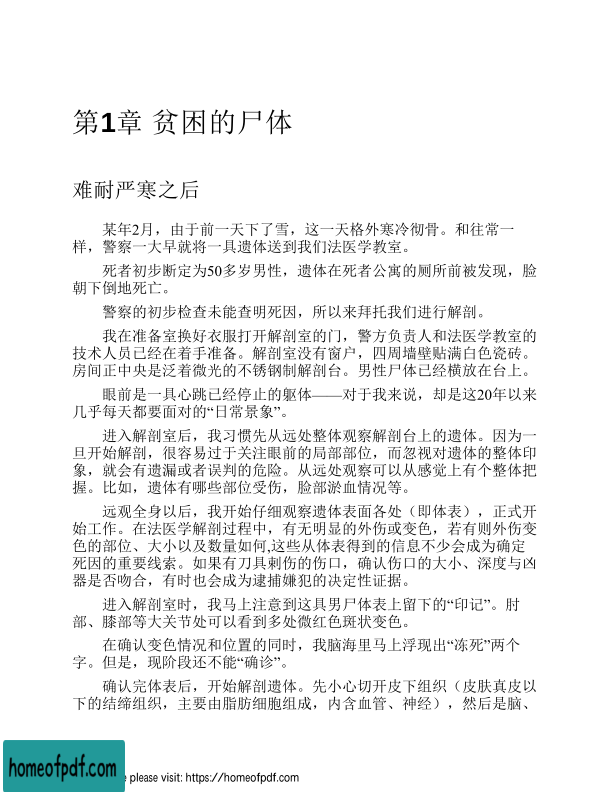 第1章 贫困的尸体
难耐严寒之后
某年2月，由于前一天下了雪，这一天格外寒冷彻骨。和往常一
样，警察一大早就将一具遗体送到我们法医学教室。
死者初步断定为50多岁男性，遗体在死者公寓的厕所前被发现，脸
朝下倒地死亡。
警察的初步检查未能查明死因，所以来拜托我们进行解剖。
我在准备室换好衣服打开解剖室的门，警方负责人和法医学教室的
技术人员已经在着手准备。解剖室没有窗户，四周墙壁贴满白色瓷砖。
房间正中央是泛着微光的不锈钢制解剖台。男性尸体已经横放在台上。
眼前是一具心跳已经停止的躯体——对于我来说，却是这20年以来
几乎每天都要面对的“日常景象”。
进入解剖室后，我习惯先从远处整体观察解剖台上的遗体。因为一
旦开始解剖，很容易过于关注眼前的局部部位，而忽视对遗体的整体印
象，就会有遗漏或者误判的危险。从远处观察可以从感觉上有个整体把
握。比如，遗体有哪些部位受伤，脸部淤血情况等。
远观全身以后，我开始仔细观察遗体表面各处（即体表），正式开
始工作。在法医学解剖过程中，有无明显的外伤或变色，若有则外伤变
色的部位、大小以及数量如何,这些从体表得到的信息不少会成为确定
死因的重要线索。如果有刀具刺伤的伤口，确认伤口的大小、深度与凶
器是否吻合，有时也会成为逮捕嫌犯的决定性证据。
进入解剖室时，我马上注意到这具男尸体表上留下的“印记”。肘
部、膝部等大关节处可以看到多处微红色斑状变色。
在确认变色情况和位置的同时，我脑海里马上浮现出“冻死”两个
字。但是，现阶段还不能“确诊”。
确认完体表后，开始解剖遗体。先小心切开皮下组织（皮肤真皮以
下的结缔组织，主要由脂肪细胞组成，内含血管、神经），然后是脑、
homeofpdf.com
e please visit: https://homeofpdf.com